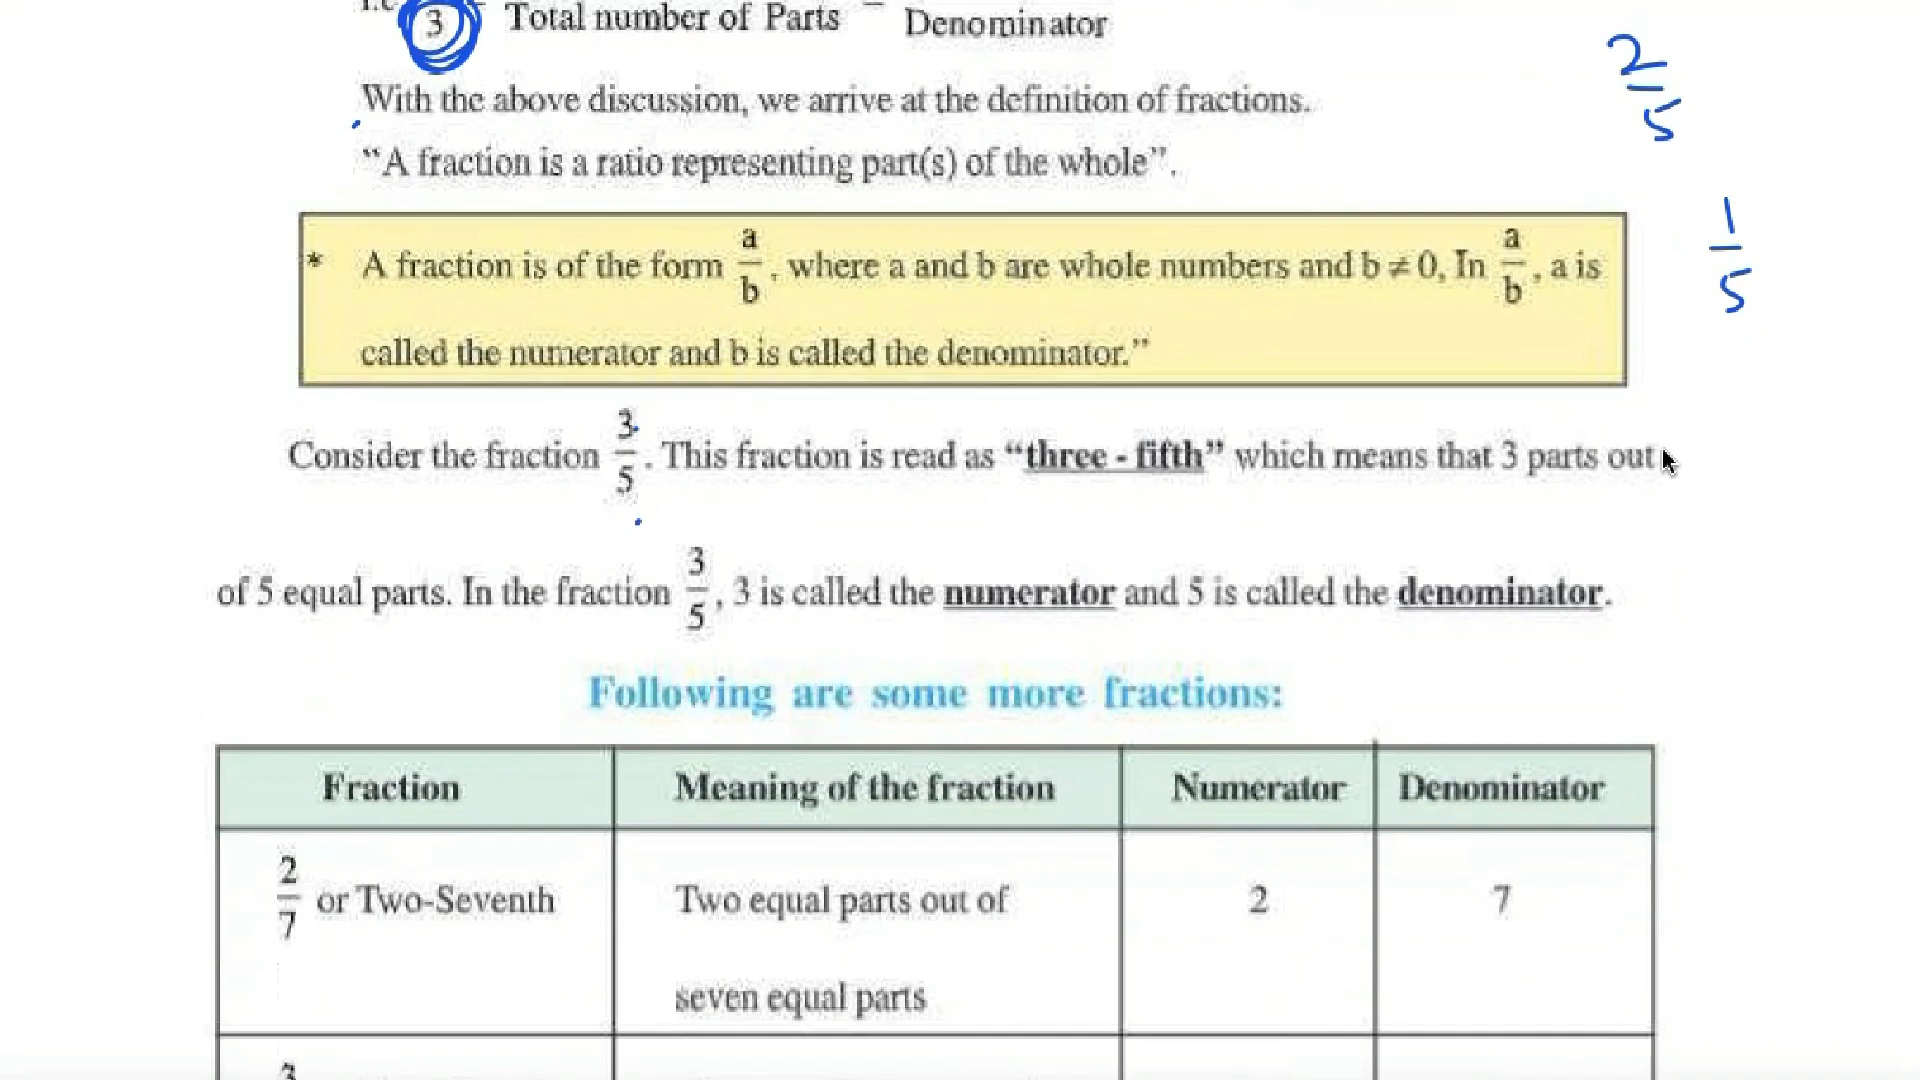 3 Total number of Parts Denominator
2/5
With the above discussion, we arrive at the definition of fractions.
“A fraction is a ratio representing part(s) of the whole”.
1/5
* A fraction is of the form a/b, where a and b are whole numbers and b ≠ 0, In a/b, a is
called the numerator and b is called the denominator.”
Consider the fraction 3/5. This fraction is read as “three - fifth” which means that 3 parts out
of 5 equal parts. In the fraction 3/5, 3 is called the numerator and 5 is called the denominator.
Following are some more fractions:
Fraction Meaning of the fraction Numerator Denominator
2/7 or Two-Seventh Two equal parts out of 2 7
seven equal parts